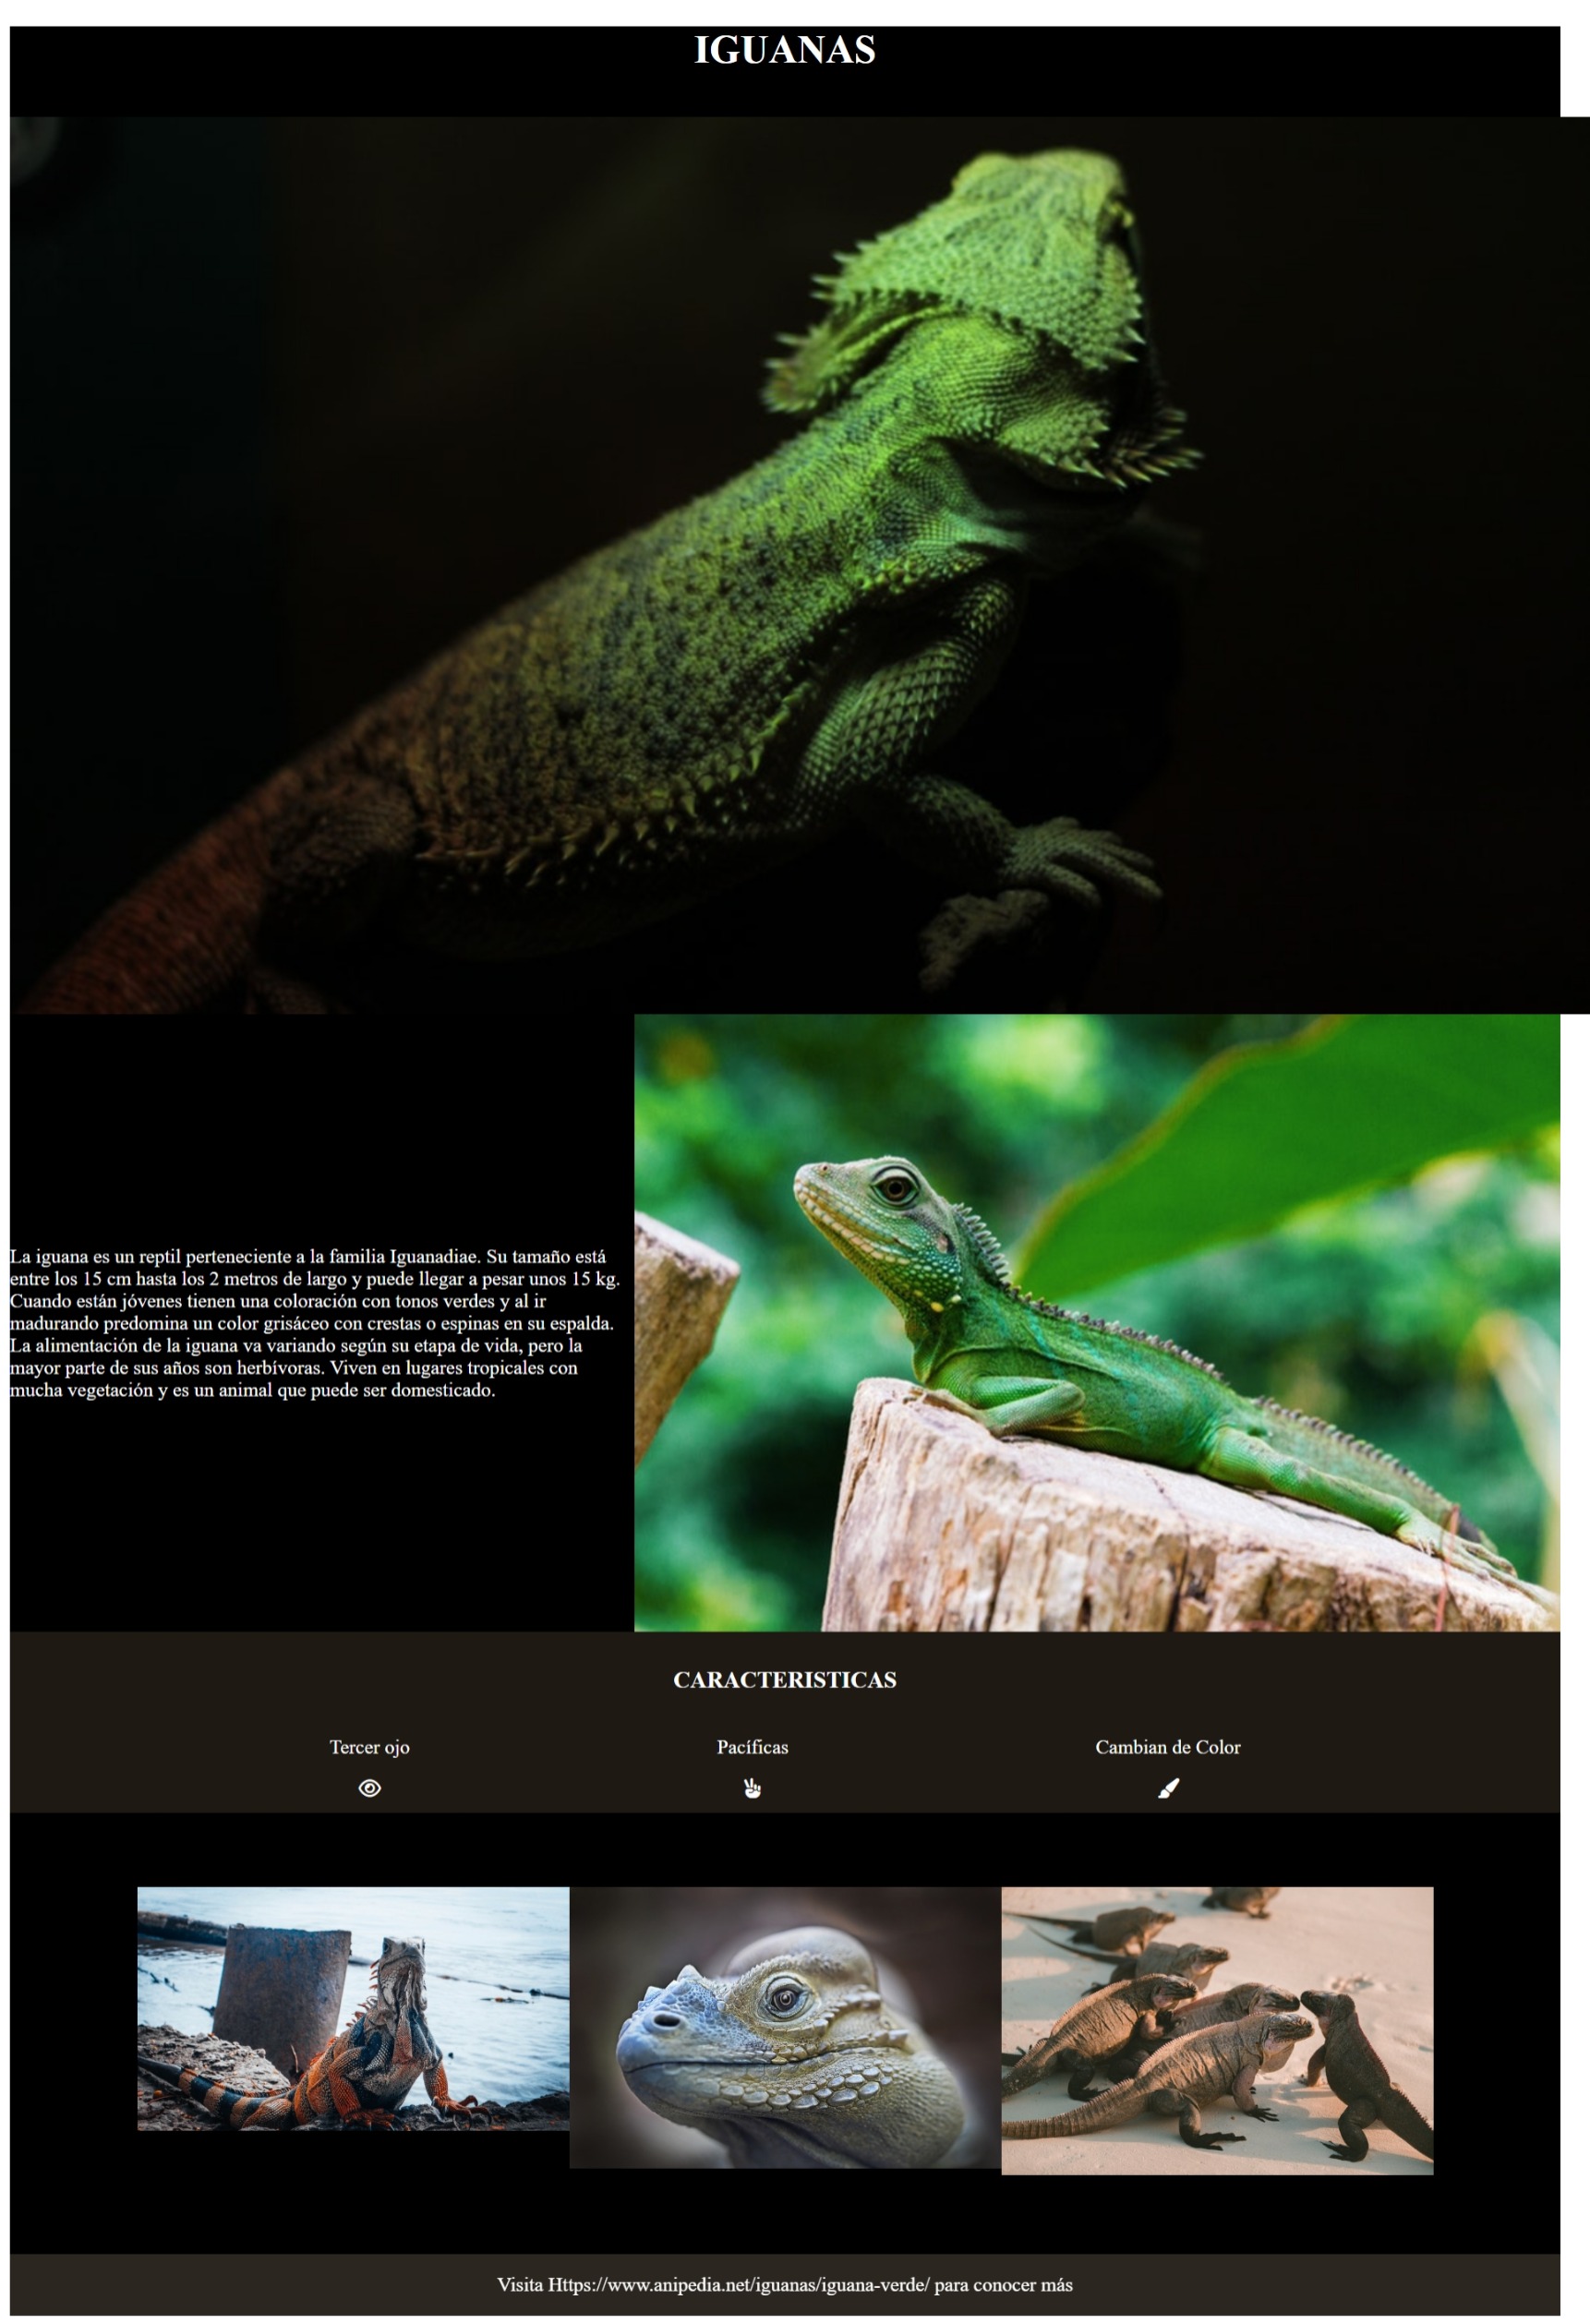 IGUANAS
La iguana es un reptil perteneciente a la familia Iguanadiae. Su tamaño está
entre los 15 cm hasta los 2 metros de largo y puede llegar a pesar unos 15 kg.
Cuando están jóvenes tienen una coloración con tonos verdes y al ir
madurando predomina un color grisáceo con crestas o espinas en su espalda.
La alimentación de la iguana va variando según su etapa de vida, pero la
mayor parte de sus años son herbívoras. Viven en lugares tropicales con
mucha vegetación y es un animal que puede ser domesticado.
CARACTERISTICAS
Tercer ojo
Pacíficas
Cambian de Color
Visita Https://www.anipedia.net/iguanas/iguana-verde/ para conocer más